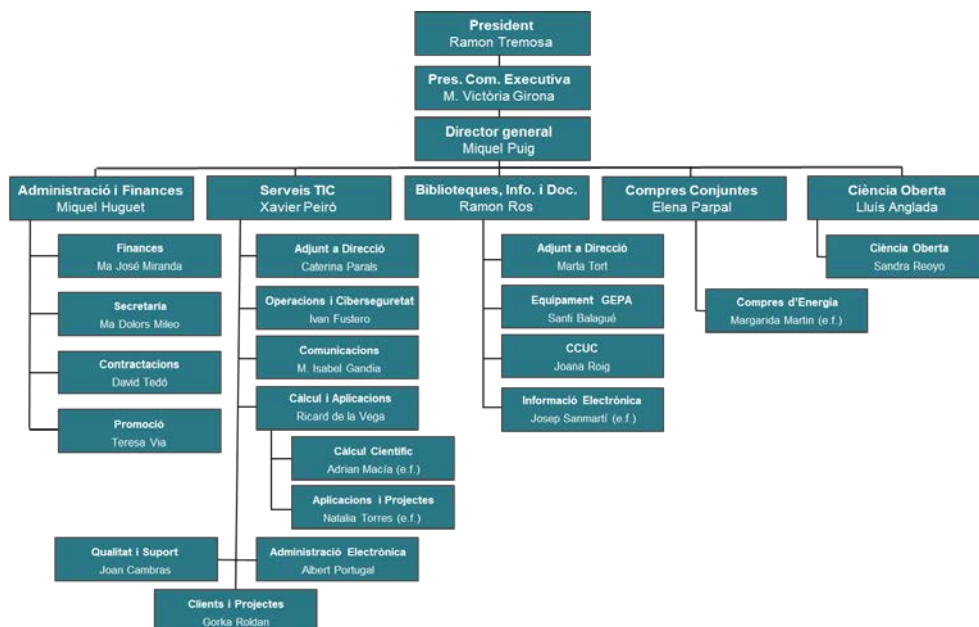 President
Ramon Tremosa
Pres. Com. Executiva
M. Victòria Girona
Director general
Miquel Puig
Administració i Finances
Miquel Huguet
Serveis TIC
Xavier Peiró
Biblioteques, Info. i Doc.
Ramon Ros
Compres Conjuntes
Elena Parpal
Ciència Oberta
Lluís Anglada
Finances
Ma José Miranda
Secretaria
Ma Dolors Mileo
Contractacions
David Tedó
Promoció
Teresa Via
Adjunt a Direcció
Caterina Parals
Operacions i Ciberseguretat
Ivan Fustero
Comunicacions
M. Isabel Gandia
Càlcul i Aplicacions
Ricard de la Vega
Càlcul Científic
Adrian Macía (e.f.)
Aplicacions i Projectes
Natalia Torres (e.f.)
Qualitat i Suport
Joan Cambras
Administració Electrònica
Albert Portugal
Clients i Projectes
Gorka Roldan
Adjunt a Direcció
Marta Tort
Equipament GEPA
Santi Balagué
CCUC
Joana Roig
Informació Electrònica
Josep Sanmartí (e.f.)
Compres d'Energia
Margarida Martin (e.f.)
Ciència Oberta
Sandra Reoyo